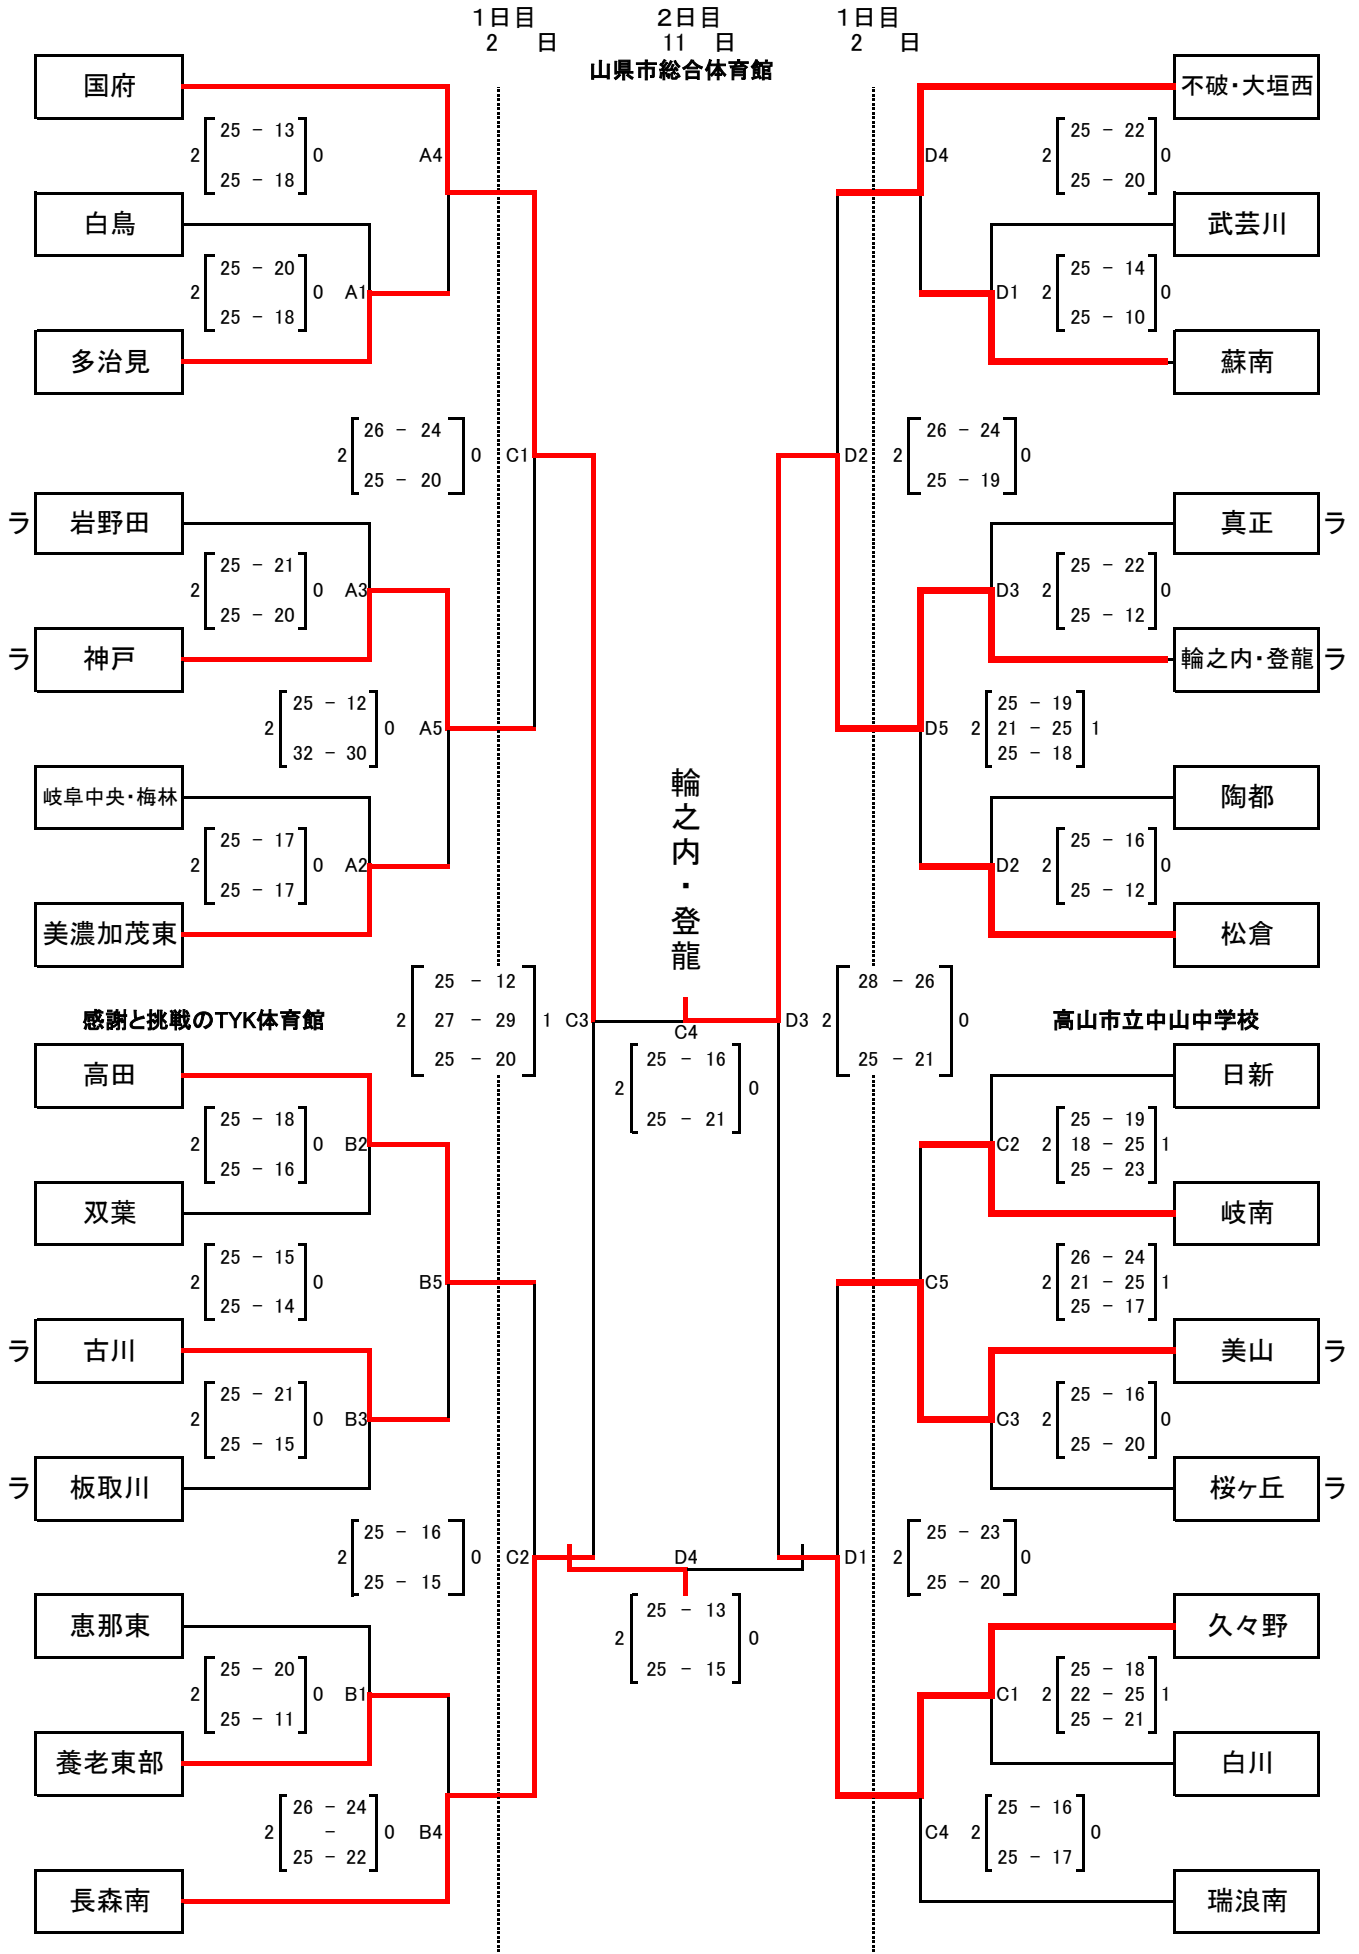 1日目 2日目 1日目
2 日 11 日 2 日
山県市総合体育館
国府 不破・大垣西
25 － 13 25 － 22
2 0 A4 D4 2 0
25 － 18 25 － 20
白鳥 武芸川
25 － 20 25 － 14
2 0 A1 D1 2 0
25 － 18 25 － 10
多治見 蘇南
26 － 24 26 － 24
2 0 C1 D2 2 0
25 － 20 25 － 19
ラ 岩野田 真正 ラ
25 － 21 25 － 22
2 0 A3 D3 2 0
25 － 20 25 － 12
ラ 神戸 輪之内・登龍 ラ
25 － 12 25 － 19
2 0 A5 D5 2 21 － 25 1
32 － 30 25 － 18
岐阜中央・梅林 陶都
輪之内・登龍
25 － 17 25 － 16
2 0 A2 D2 2 0
25 － 17 25 － 12
美濃加茂東 松倉
25 － 12 28 － 26
感謝と挑戦のTYK体育館 2 27 － 29 1 C3 C4 D3 2 0 高山市立中山中学校
25 － 20 25 － 21
25 － 16
2 0
25 － 21
高田 日新
25 － 18 25 － 19
2 0 B2 C2 2 18 － 25 1
25 － 16 25 － 23
双葉 岐南
25 － 15 26 － 24
2 0 B5 C5 2 21 － 25 1
25 － 14 25 － 17
ラ 古川 美山 ラ
25 － 21 25 － 16
2 0 B3 C3 2 0
25 － 15 25 － 20
ラ 板取川 桜ヶ丘 ラ
25 － 16 25 － 23
2 0 C2 D4 D1 2 0
25 － 15 25 － 20
25 － 13
2 0
25 － 15
恵那東 久々野
25 － 20 25 － 18
2 0 B1 C1 2 22 － 25 1
25 － 11 25 － 21
養老東部 白川
26 － 24 25 － 16
2 － 0 B4 C4 2 0
25 － 22 25 － 17
長森南 瑞浪南